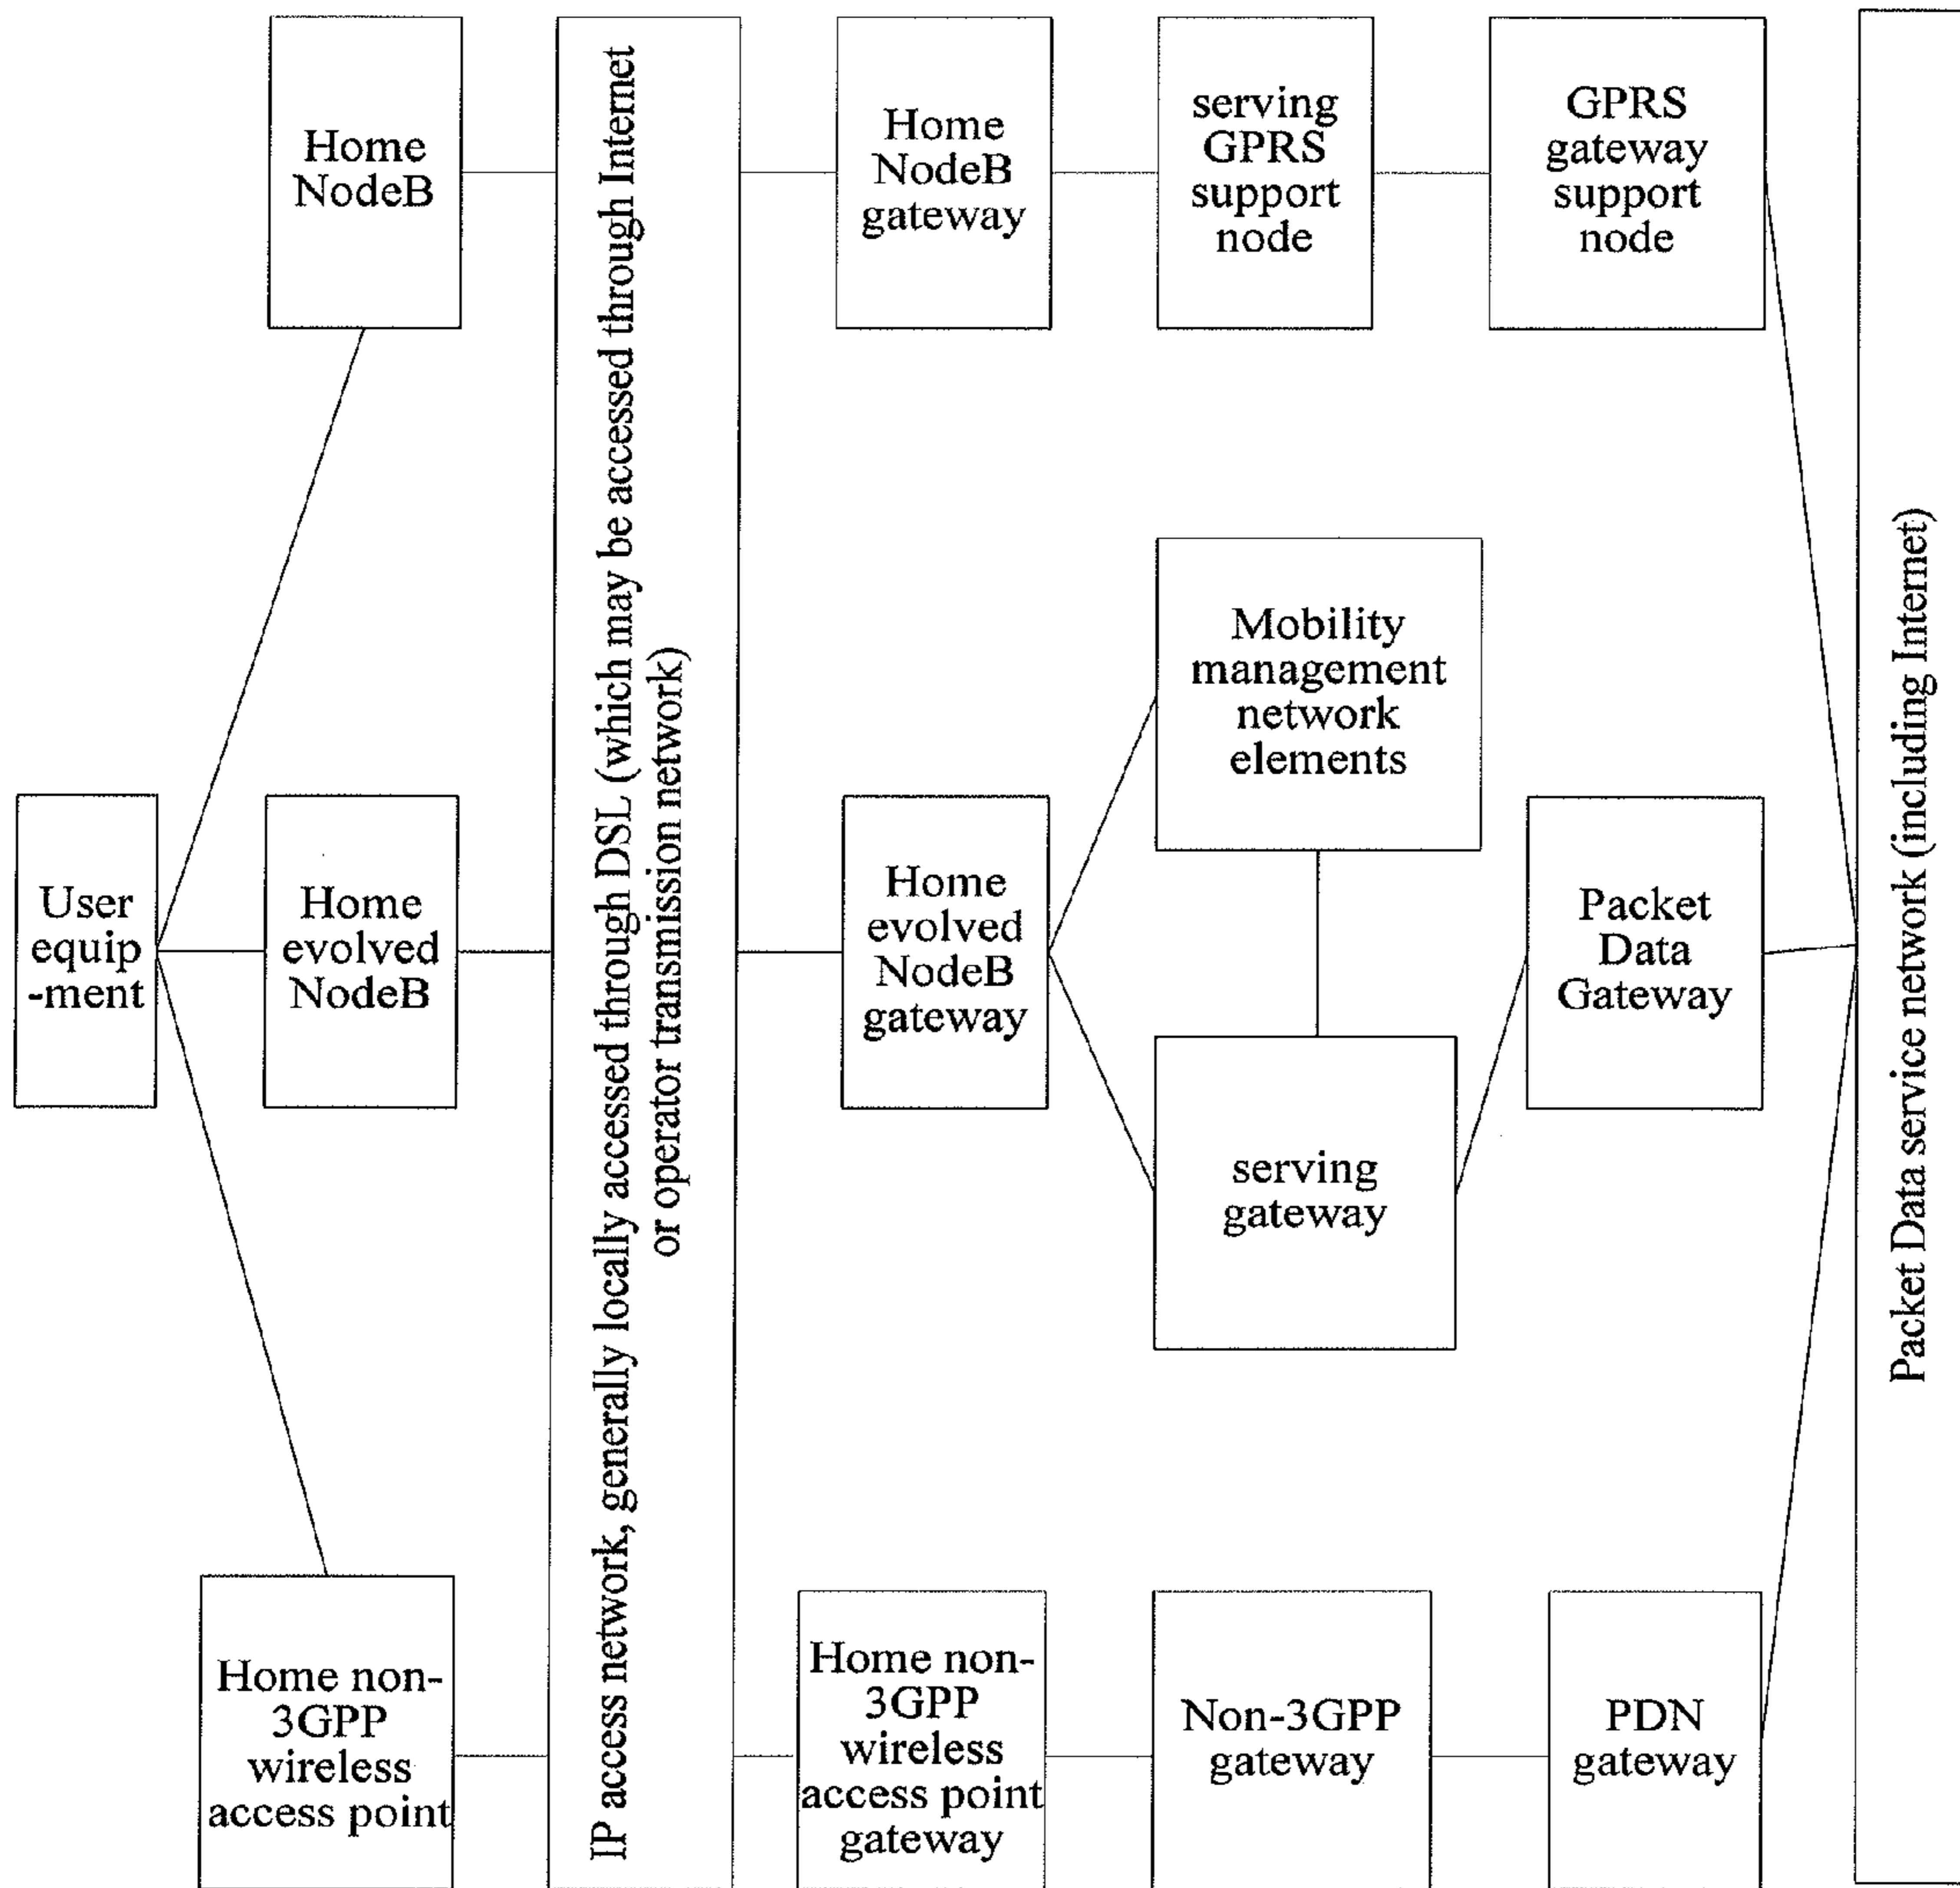 Home
NodeB
Home
NodeB
gateway
serving
GPRS
support
node
GPRS
gateway
support
node
IP access network, generally locally accessed through DSL (which may be accessed through Internet
or operator transmission network)
Packet Data service network (including Internet)
Mobility
management
network
elements
User
equip
-ment
Home
evolved
NodeB
Home
evolved
NodeB
gateway
Packet
Data
Gateway
serving
gateway
Home non-
3GPP
wireless
access point
Home non-
3GPP
wireless
access point
gateway
Non-3GPP
gateway
PDN
gateway